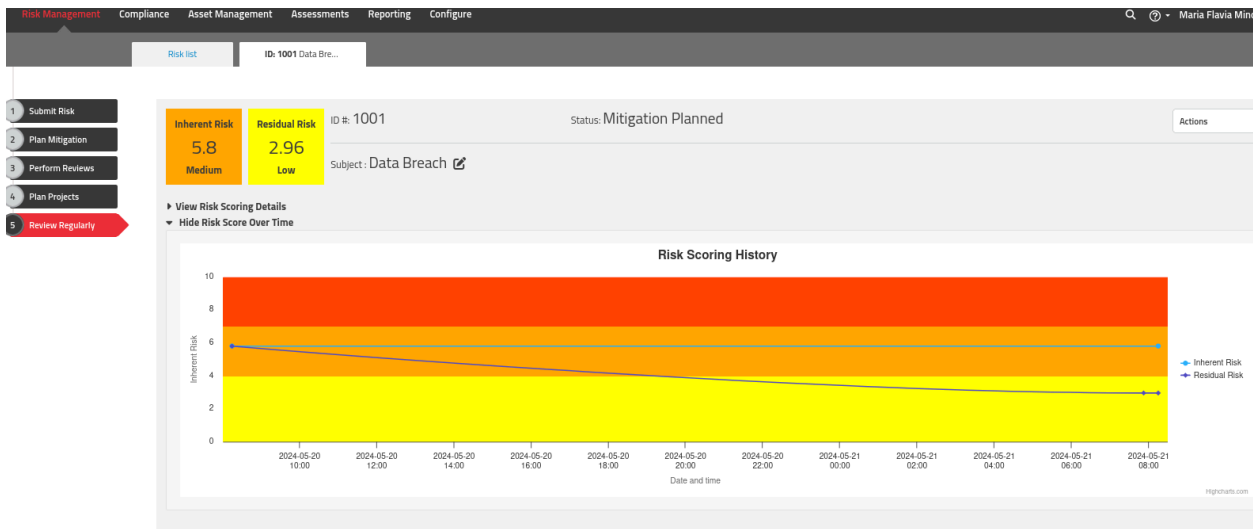 Risk Management Compliance Asset Management Assessments Reporting Configure Maria Flavia
Risk list ID: 1001 Data Bre...
1 Submit Risk
2 Plan Mitigation
3 Perform Reviews
4 Plan Projects
5 Review Regularly
Inherent Risk
5.8
Medium
Residual Risk
2.96
Low
ID #: 1001 Status: Mitigation Planned
Subject : Data Breach
Actions
View Risk Scoring Details
Hide Risk Score Over Time
Risk Scoring History
10
8
6
4
2
0
Inherent Risk
2024-05-20 2024-05-20 2024-05-20 2024-05-20 2024-05-20 2024-05-20 2024-05-20 2024-05-21 2024-05-21 2024-05-21 2024-05-21 2024-05-21
10:00 12:00 14:00 16:00 18:00 20:00 22:00 00:00 02:00 04:00 06:00 08:00
Date and time
Inherent Risk
Residual Risk
Highcharts.com